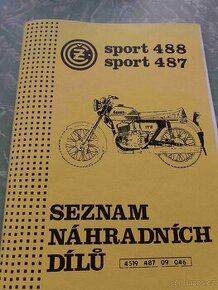 ČZ
sport 488
sport 487
SEZNAM
NÁHRADNÍCH
DÍLŮ
4519 487 09 046